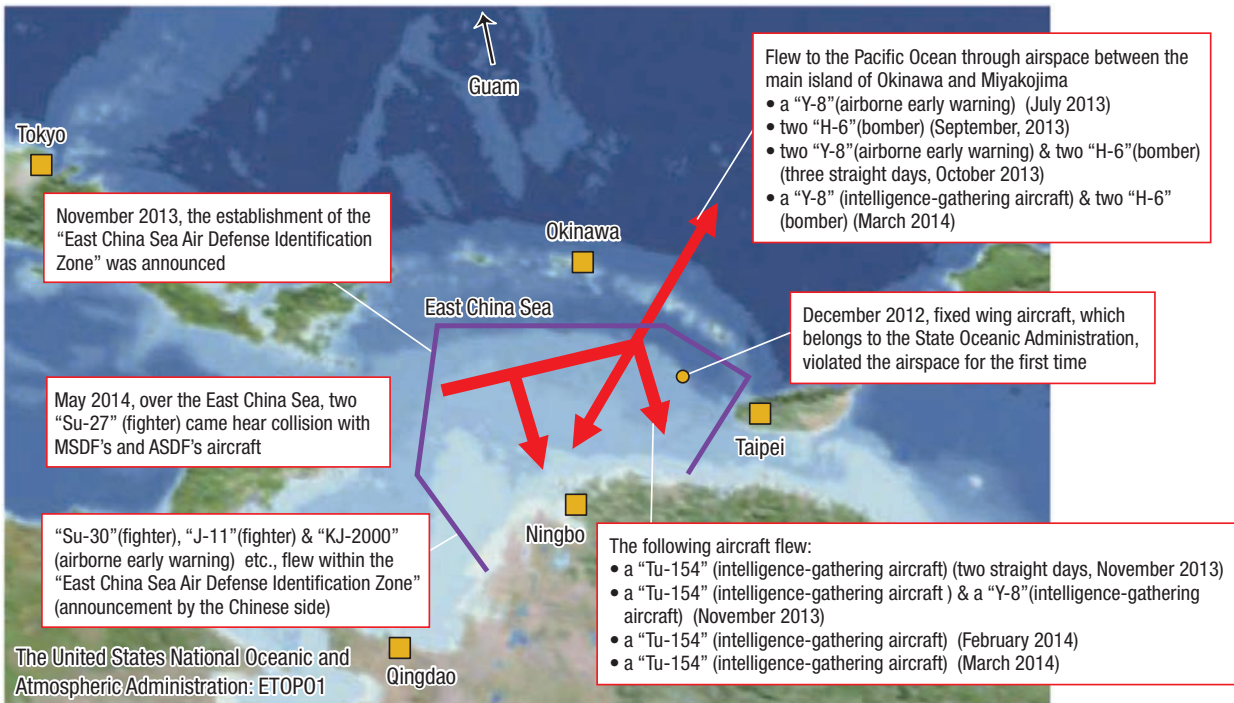 Guam
Tokyo
Flew to the Pacific Ocean through airspace between the
main island of Okinawa and Miyakojima
• a “Y-8”(airborne early warning) (July 2013)
• two “H-6”(bomber) (September, 2013)
• two “Y-8”(airborne early warning) & two “H-6”(bomber)
(three straight days, October 2013)
• a “Y-8” (intelligence-gathering aircraft) & two “H-6”
(bomber) (March 2014)
November 2013, the establishment of the
“East China Sea Air Defense Identification
Zone” was announced
Okinawa
East China Sea
December 2012, fixed wing aircraft, which
belongs to the State Oceanic Administration,
violated the airspace for the first time
May 2014, over the East China Sea, two
“Su-27” (fighter) came hear collision with
MSDF’s and ASDF’s aircraft
Taipei
Ningbo
“Su-30”(fighter), “J-11”(fighter) & “KJ-2000”
(airborne early warning) etc., flew within the
“East China Sea Air Defense Identification Zone”
(announcement by the Chinese side)
The following aircraft flew:
• a “Tu-154” (intelligence-gathering aircraft) (two straight days, November 2013)
• a “Tu-154” (intelligence-gathering aircraft ) & a “Y-8”(intelligence-gathering
aircraft) (November 2013)
• a “Tu-154” (intelligence-gathering aircraft) (February 2014)
• a “Tu-154” (intelligence-gathering aircraft) (March 2014)
Qingdao
The United States National Oceanic and
Atmospheric Administration: ETOPO1